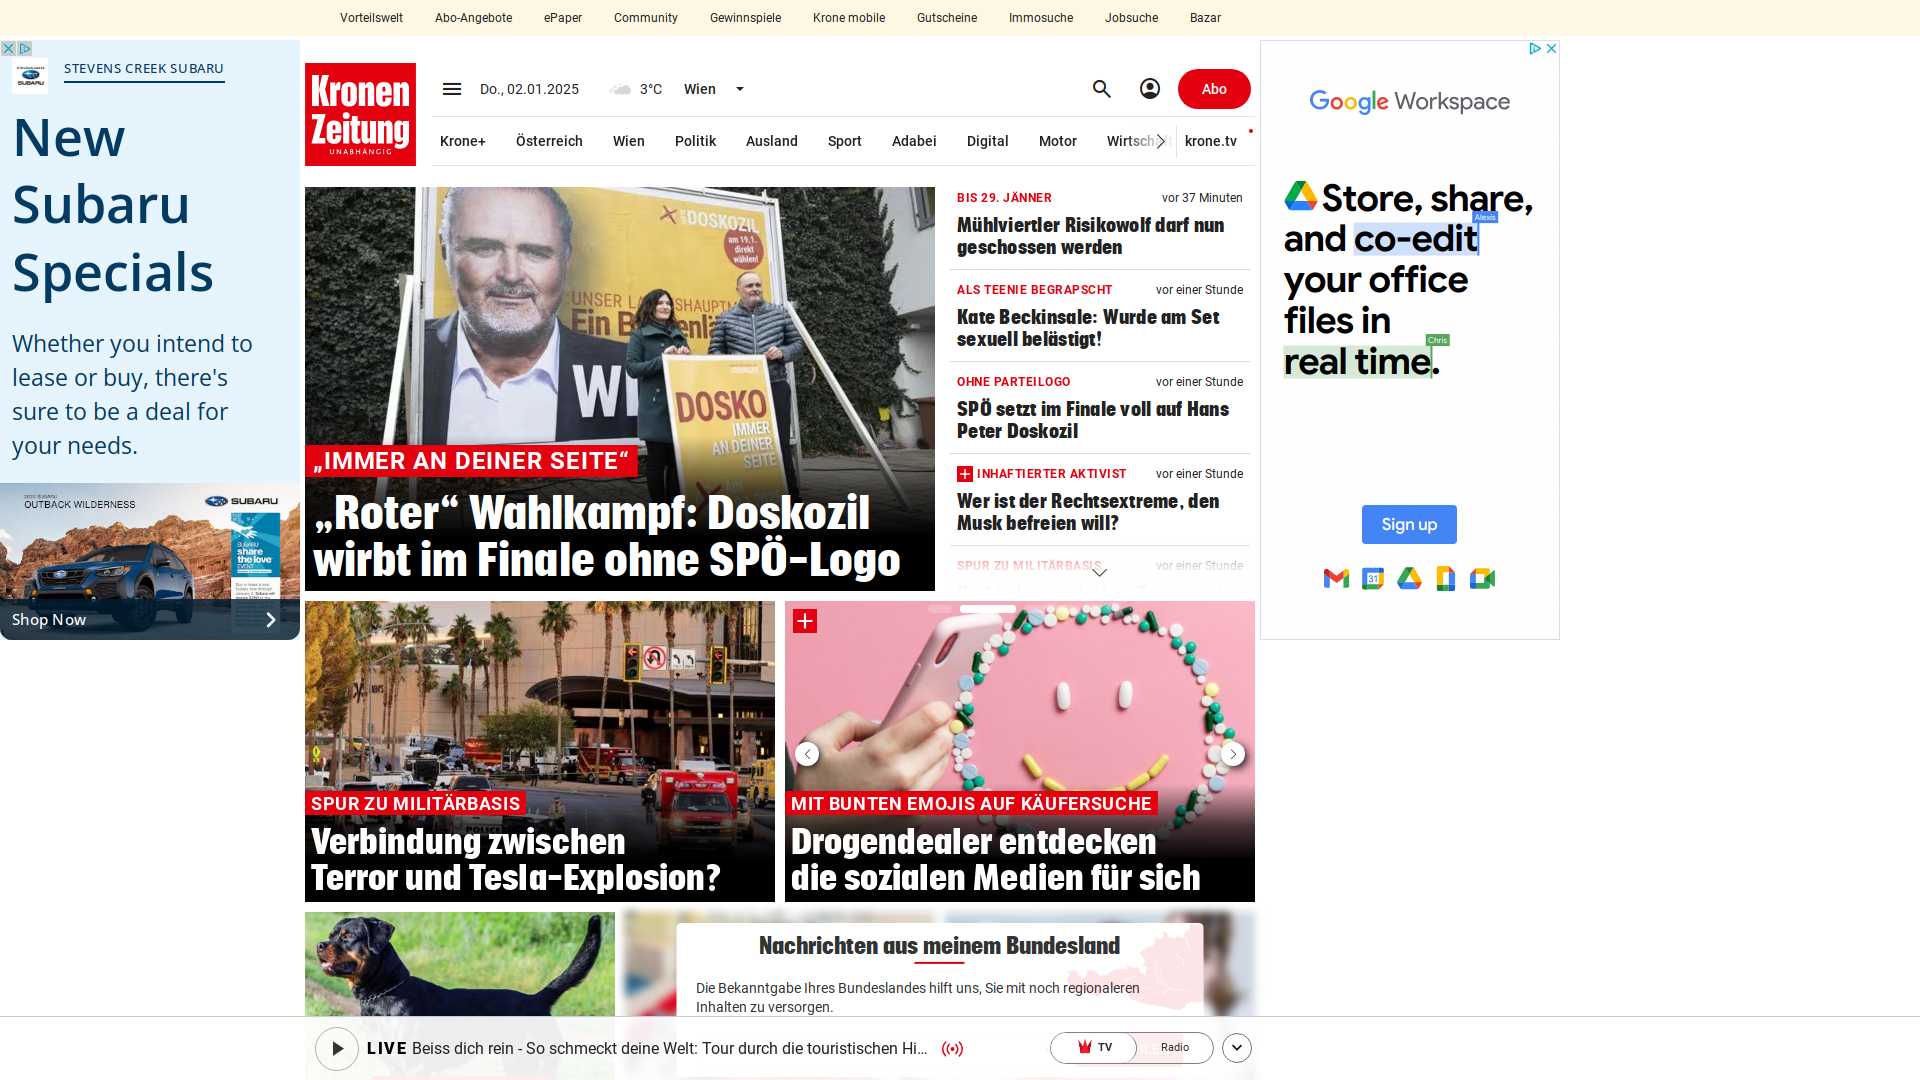 Vorteilswelt Abo-Angebote ePaper Community Gewinnspiele Krone mobile Gutscheine Immosuche Jobsuche Bazar
STEVENS CREEK SUBARU
New
Subaru
Specials
Whether you intend to
lease or buy, there's
sure to be a deal for
your needs.
OUTBACK WILDERNESS
SUBARU
SUBARU
share
the love
EVENT
Shop Now
Kronen
Zeitung
UNABHÄNGIG
Do., 02.01.2025
3°C
Wien
Abo
Krone+ Österreich Wien Politik Ausland Sport Adabei Digital Motor Wirtsch krone.tv
DOSKOZIL
am 19.1.
direkt
wählen!
DOSKO
IMMER
AN DEINER
SEITE
„IMMER AN DEINER SEITE“
„Roter“ Wahlkampf: Doskozil
wirbt im Finale ohne SPÖ-Logo
BIS 29. JÄNNER vor 37 Minuten
Mühlviertler Risikowolf darf nun
geschossen werden
ALS TEENIE BEGRAPSCHT vor einer Stunde
Kate Beckinsale: Wurde am Set
sexuell belästigt!
OHNE PARTEILOGO vor einer Stunde
SPÖ setzt im Finale voll auf Hans
Peter Doskozil
INHAFTIERTER AKTIVIST vor einer Stunde
Wer ist der Rechtsextreme, den
Musk befreien will?
SPUR ZU MILITÄRBASIS vor einer Stunde
SPUR ZU MILITÄRBASIS
Verbindung zwischen
Terror und Tesla-Explosion?
MIT BUNTEN EMOJIS AUF KÄUFERSUCHE
Drogendealer entdecken
die sozialen Medien für sich
Nachrichten aus meinem Bundesland
Die Bekanntgabe Ihres Bundeslandes hilft uns, Sie mit noch regionaleren
Inhalten zu versorgen.
LIVE Beiss dich rein - So schmeckt deine Welt: Tour durch die touristischen Hi...
TV
Radio
Google Workspace
Store, share,
Alexis
and co-edit
your office
files in
Chris
real time.
Sign up
31